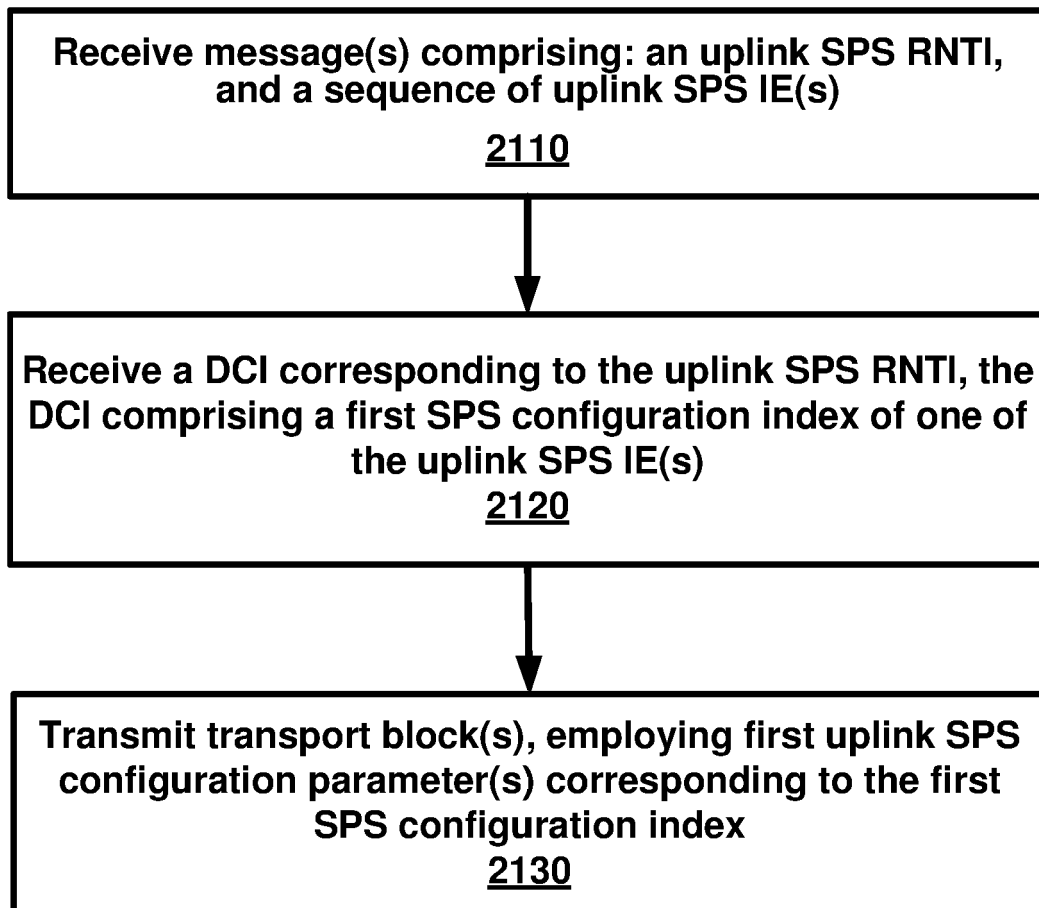 Receive message(s) comprising: an uplink SPS RNTI,
and a sequence of uplink SPS IE(s)
2110
Receive a DCI corresponding to the uplink SPS RNTI, the
DCI comprising a first SPS configuration index of one of
the uplink SPS IE(s)
2120
Transmit transport block(s), employing first uplink SPS
configuration parameter(s) corresponding to the first
SPS configuration index
2130